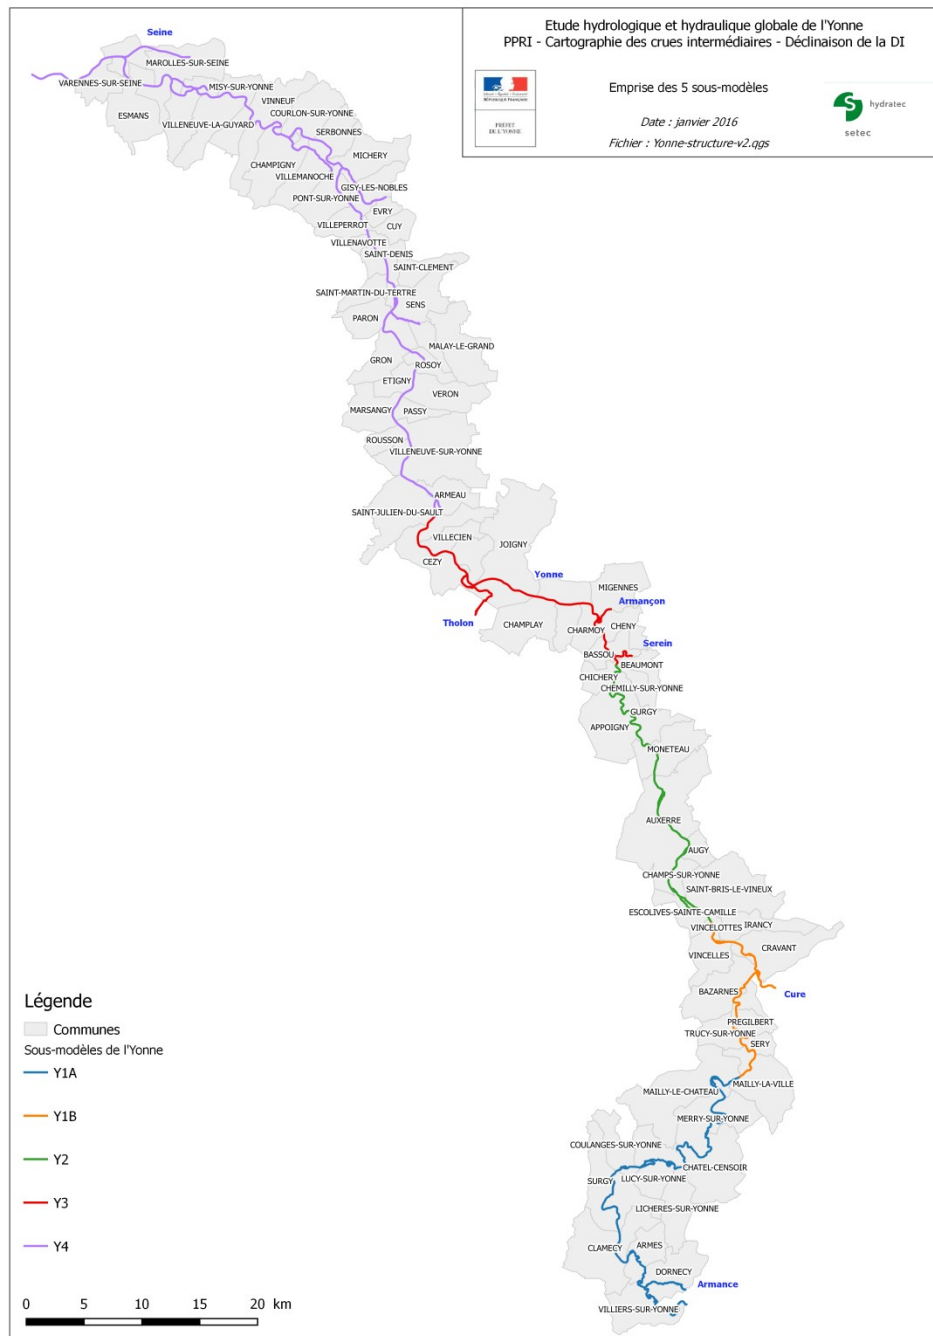 Etude hydrologique et hydraulique globale de l'Yonne
PPRI - Cartographie des crues intermédiaires - Déclinaison de la DI
Emprise des 5 sous-modèles
RÉPUBLIQUE FRANÇAISE
PRÉFET
DE L'YONNE
Date : janvier 2016
Fichier : Yonne-structure-v2.qgs
hydratec
setec
Seine
MAROLLES-SUR-SEINE
VARENNES-SUR-SEINE
MISY-SUR-YONNE
VINNEUF
ESMANS
COURLON-SUR-YONNE
VILLENEUVE-LA-GUYARD
SERBONNES
MICHERY
CHAMPIGNY
VILLEMANOCHE
GISY-LES-NOBLES
PONT-SUR-YONNE
EVRY
VILLEPERROT
CUY
VILLENAVOTTE
SAINT-DENIS
SAINT-CLEMENT
SAINT-MARTIN-DU-TERTRE
SENS
PARON
MALAY-LE-GRAND
GRON
ROSOY
ETIGNY
VERON
MARSANGY
PASSY
ROUSSON
VILLENEUVE-SUR-YONNE
ARMEAU
SAINT-JULIEN-DU-SAULT
VILLECIEN
JOIGNY
CEZY
Yonne
MIGENNES
Armançon
Tholon
CHAMPLAY
CHARMOY
CHENY
Serein
BASSOU
BEAUMONT
CHICHERY
CHEMILLY-SUR-YONNE
GURGY
APPOIGNY
MONETEAU
AUXERRE
AUGY
CHAMPS-SUR-YONNE
SAINT-BRIS-LE-VINEUX
ESCOLIVES-SAINTE-CAMILLE
IRANCY
VINCELOTTES
CRAVANT
VINCELLES
BAZARNES
Cure
PREGILBERT
TRUCY-SUR-YONNE
SERY
MAILLY-LA-VILLE
MAILLY-LE-CHATEAU
MERRY-SUR-YONNE
COULANGES-SUR-YONNE
CHATEL-CENSOIR
LUCY-SUR-YONNE
SURGY
LICHERES-SUR-YONNE
CLAMECY
ARMES
DORNECY
Armance
VILLIERS-SUR-YONNE
Légende
Communes
Sous-modèles de l'Yonne
Y1A
Y1B
Y2
Y3
Y4
0 5 10 15 20 km